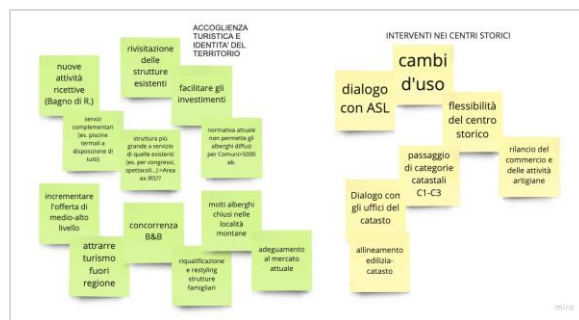 ACCOGLIENZA
TURISTICA E
IDENTITA' DEL
TERRITORIO
nuove
attività
ricettive
(Bagno di R.)
rivisitazione
delle
strutture
esistenti
facilitare gli
investimenti
servizi
complementari
(es. piscine
termali a
disposizione di
tutti)
struttura più
grande a servizio
di quelle esistenti
(es. per congressi,
spettacoli...) >Area
ex IRS??
normativa attuale
non permette gli
alberghi diffusi
per Comuni>5000
ab.
incrementare
l'offerta di
medio-alto
livello
attrarre
turismo
fuori
regione
concorrenza
B&B
riqualificazione
e restyling
strutture
famigliari
molti alberghi
chiusi nelle
località
montane
adeguamento
al mercato
attuale
INTERVENTI NEI CENTRI STORICI
dialogo
con ASL
cambi
d'uso
flessibilità
del centro
storico
passaggio
di categorie
catastali
C1-C3
rilancio del
commercio e
delle attività
artigiane
Dialogo con
gli uffici del
catasto
allineamento
edilizia-
catasto
miro